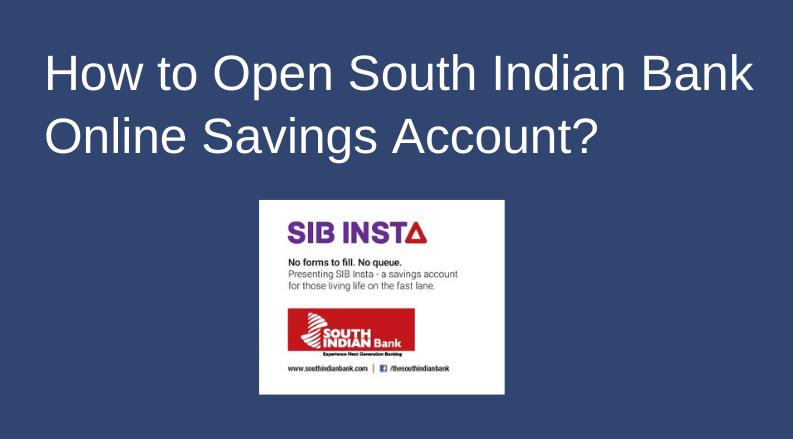 How to Open South Indian Bank
Online Savings Account?
SIB INSTA
No forms to fill. No queue.
Presenting SIB Insta - a savings account
for those living life on the fast lane.
SOUTH
INDIAN Bank
Experience Next Generation Banking
www.southindianbank.com | /thesouthindianbank